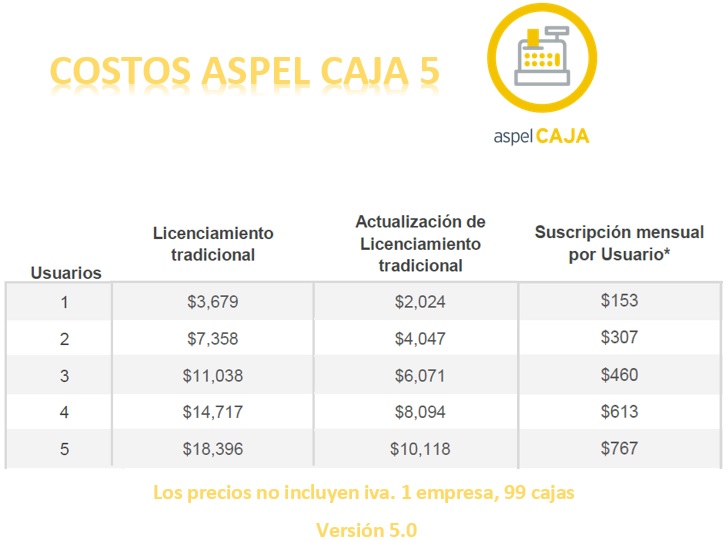 COSTOS ASPEL CAJA 5
aspel CAJA
Usuarios Licenciamiento tradicional Actualización de Licenciamiento tradicional Suscripción mensual por Usuario*
1 $3,679 $2,024 $153
2 $7,358 $4,047 $307
3 $11,038 $6,071 $460
4 $14,717 $8,094 $613
5 $18,396 $10,118 $767
Los precios no incluyen iva. 1 empresa, 99 cajas
Versión 5.0